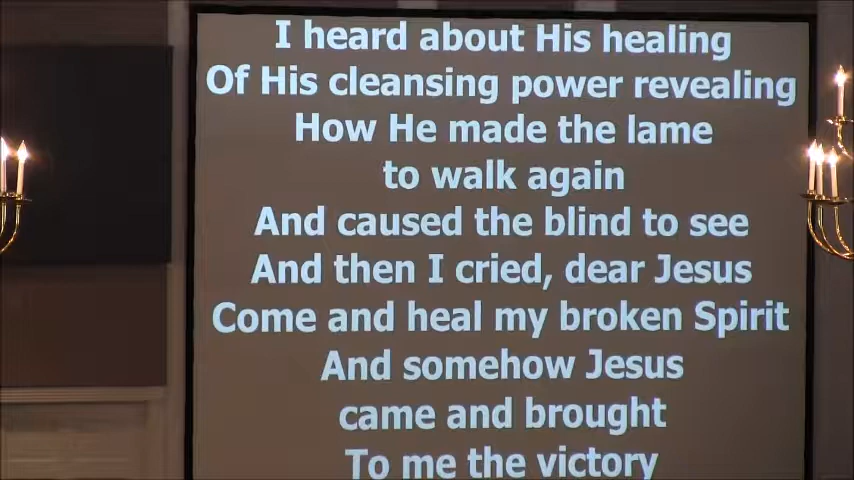 I heard about His healing
Of His cleansing power revealing
How He made the lame
to walk again
And caused the blind to see
And then I cried, dear Jesus
Come and heal my broken Spirit
And somehow Jesus
came and brought
To me the victory